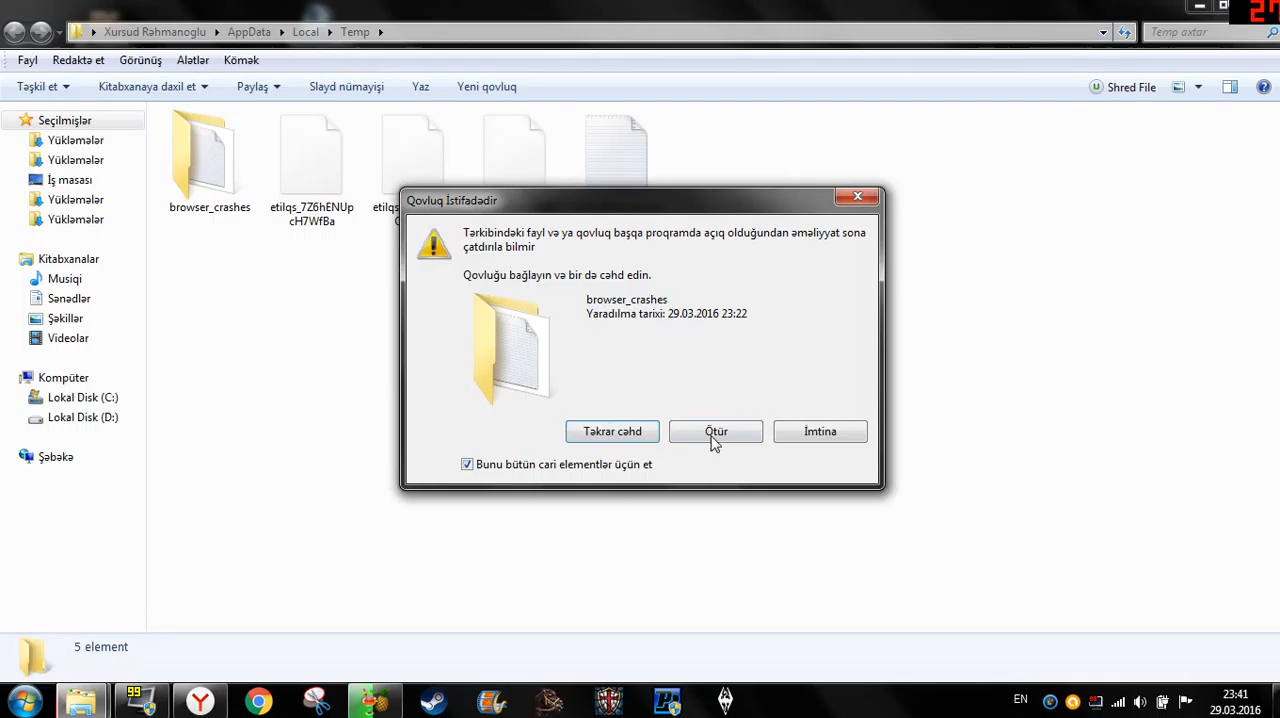 Xursud Rəhmanoglu AppData Local Temp
Temp axtar
Fayl Redaktə et Görünüş Alətlər Kömək
Təşkil et Kitabxanaya daxil et Paylaş Slayd nümayişi Yaz Yeni qovluq
Shred File
Seçilmişlər
Yükləmələr
Yükləmələr
İş masası
Yükləmələr
Yükləmələr
Kitabxanalar
Musiqi
Sənədlər
Şəkillər
Videolar
Kompüter
Lokal Disk (C:)
Lokal Disk (D:)
Şəbəkə
browser_crashes
etilqs_7Z6hENUp
cH7WfBa
Qovluq İstifadədir
Tərkibindəki fayl və ya qovluq başqa proqramda açıq olduğundan əməliyyat sona
çatdırıla bilmir
Qovluğu bağlayın və bir də cəhd edin.
browser_crashes
Yaradılma tarixi: 29.03.2016 23:22
Təkrar cəhd Ötür İmtina
Bunu bütün cari elementlər üçün et
5 element
99
EN
23:41
29.03.2016